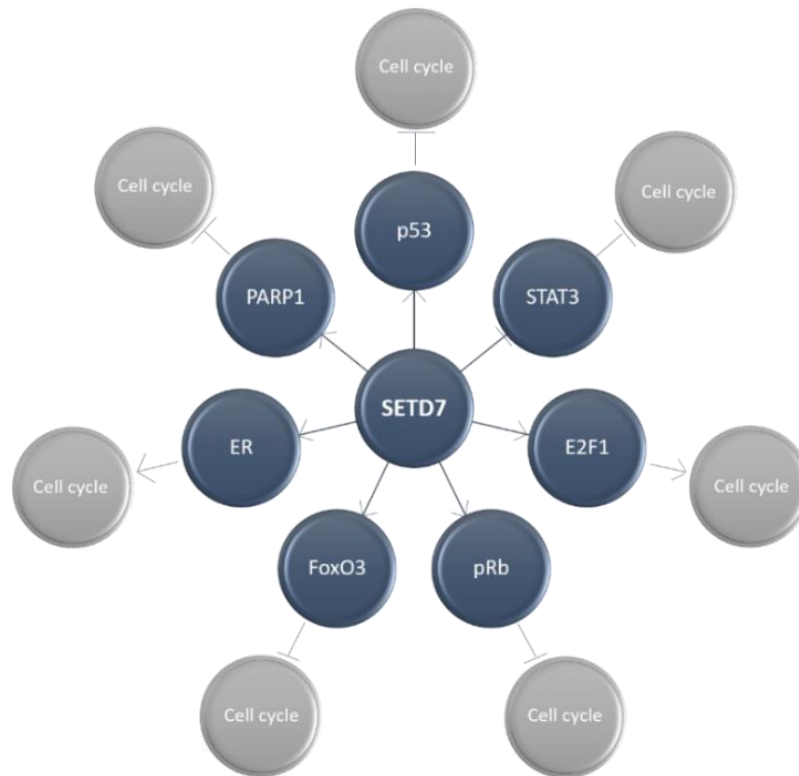 Cell cycle
Cell cycle
Cell cycle
p53
PARP1
STAT3
SETD7
ER
E2F1
Cell cycle
Cell cycle
FoxO3
pRb
Cell cycle
Cell cycle